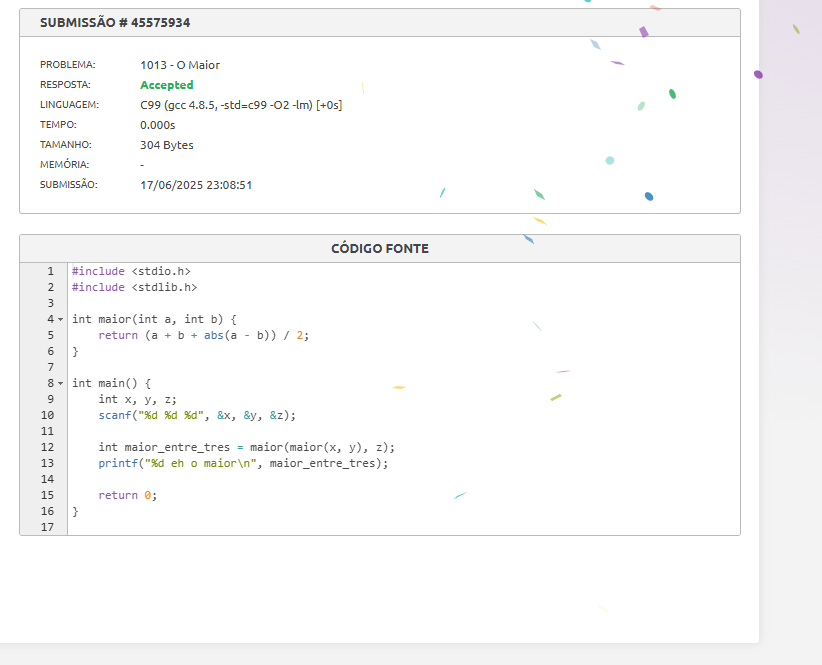 SUBMISSÃO # 45575934
PROBLEMA: 1013 - O Maior
RESPOSTA: Accepted
LINGUAGEM: C99 (gcc 4.8.5, -std=c99 -O2 -lm) [+0s]
TEMPO: 0.000s
TAMANHO: 304 Bytes
MEMÓRIA: -
SUBMISSÃO: 17/06/2025 23:08:51
CÓDIGO FONTE
1 #include <stdio.h>
2 #include <stdlib.h>
3
4 int maior(int a, int b) {
5     return (a + b + abs(a - b)) / 2;
6 }
7
8 int main() {
9     int x, y, z;
10     scanf("%d %d %d", &x, &y, &z);
11
12     int maior_entre_tres = maior(maior(x, y), z);
13     printf("%d eh o maior\n", maior_entre_tres);
14
15     return 0;
16 }
17